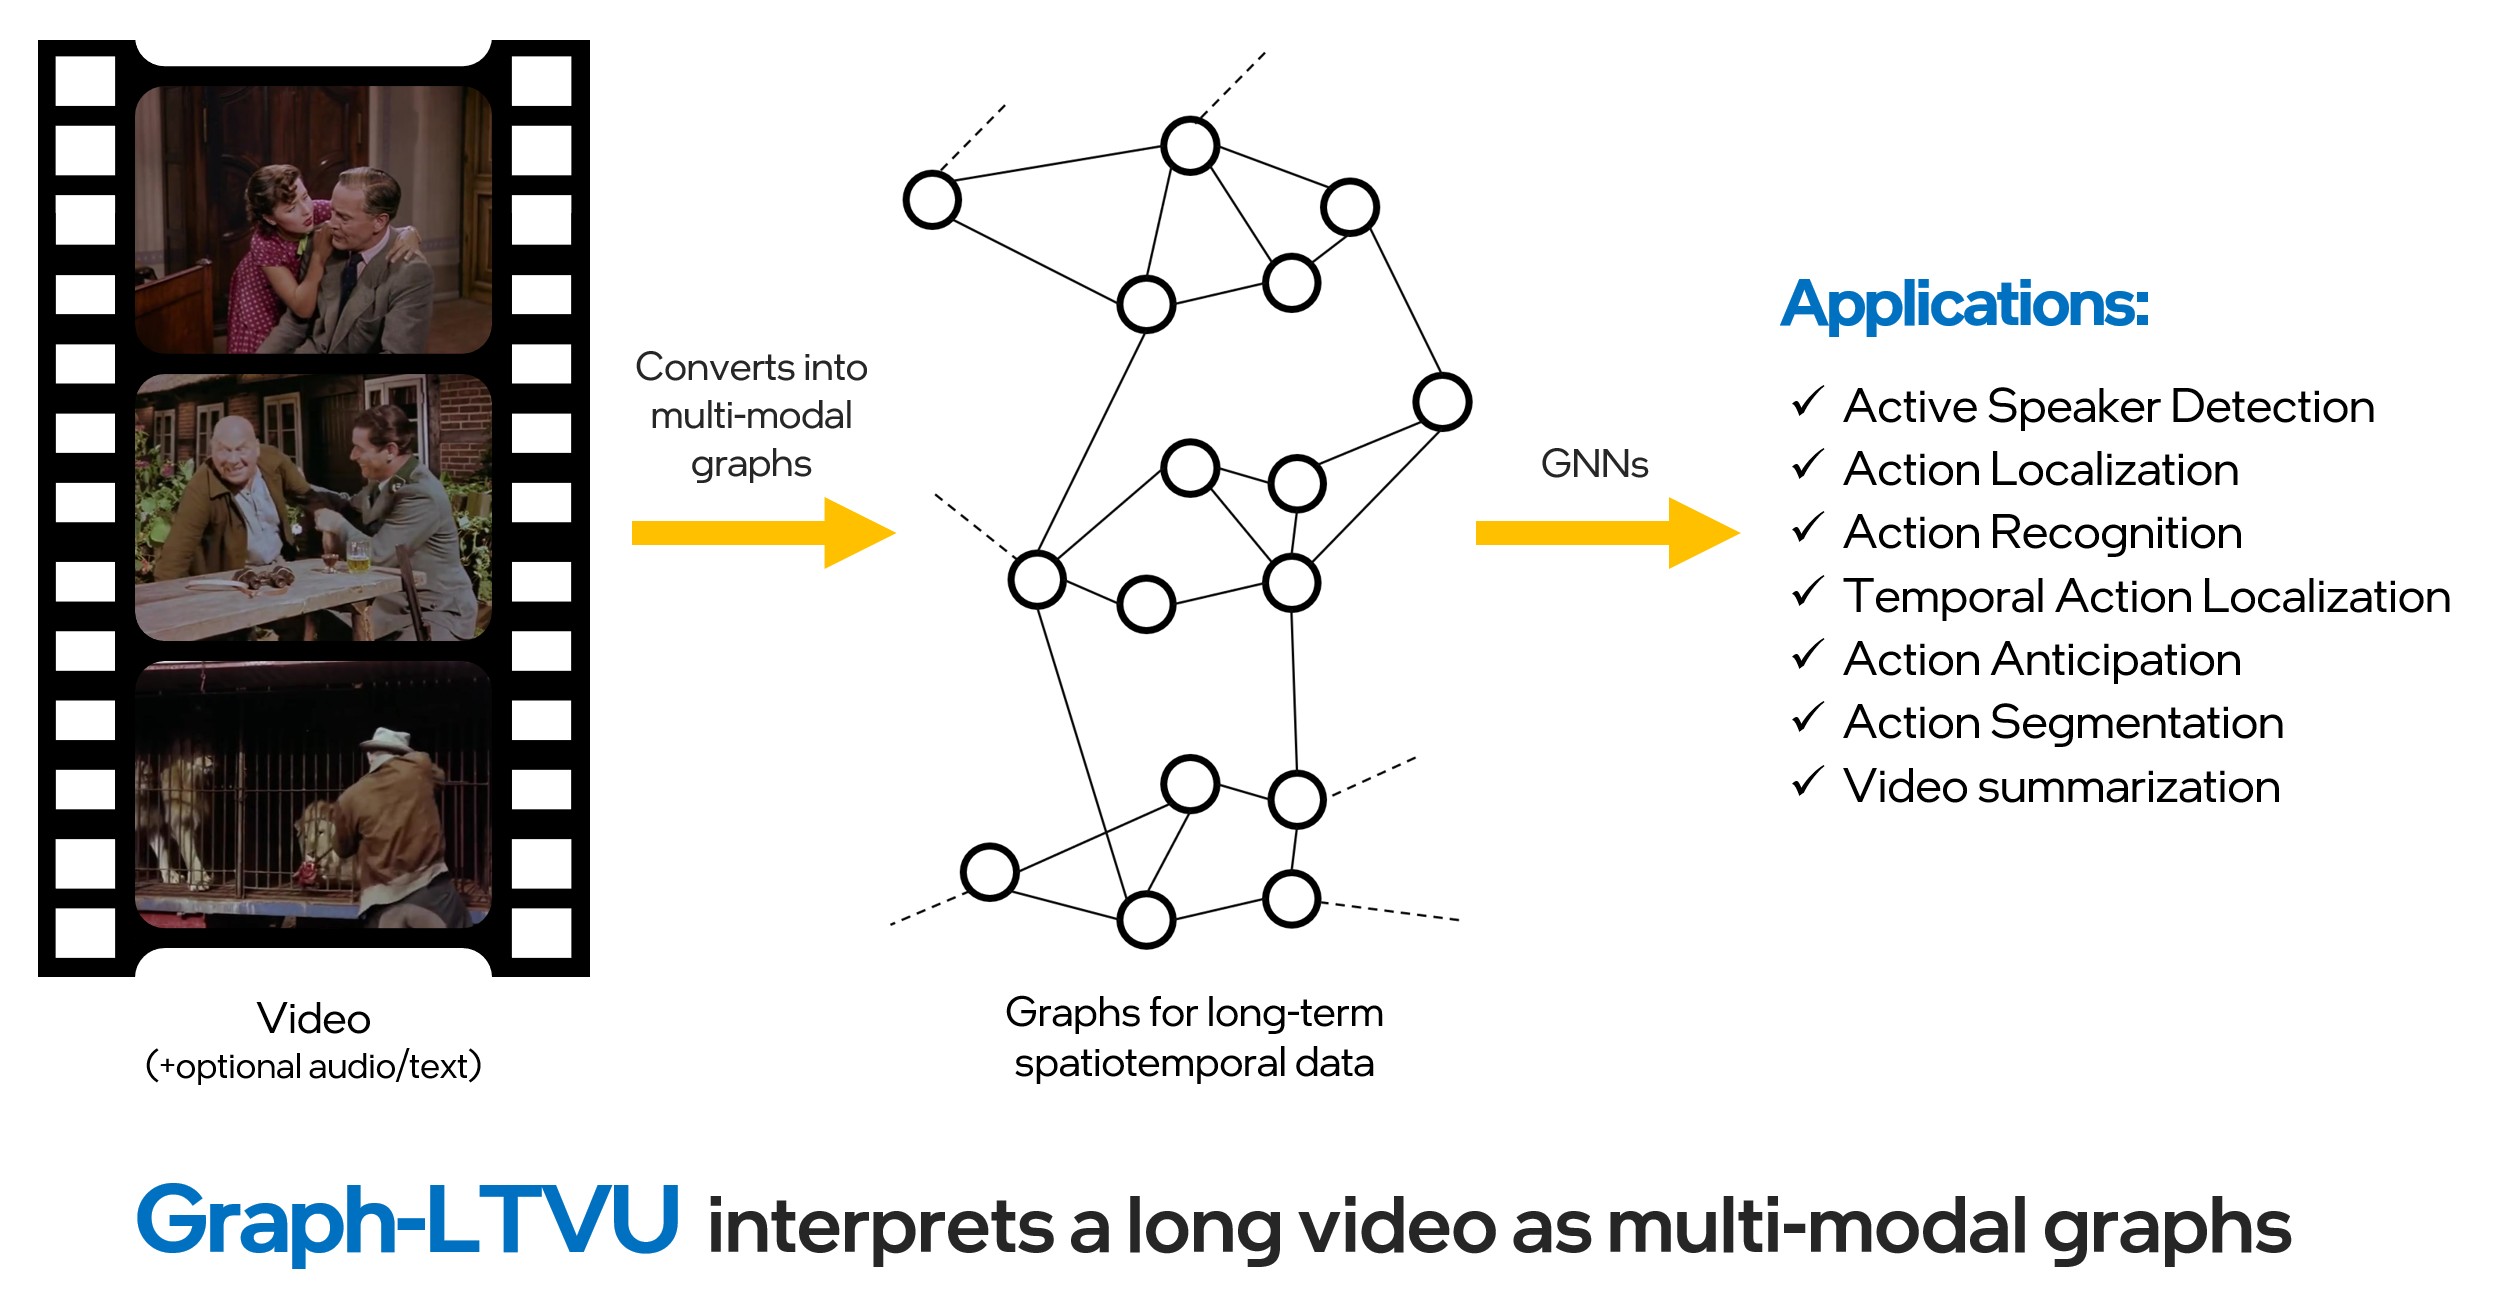 Converts into
multi-modal
graphs
GNNs
Applications:
✓ Active Speaker Detection
✓ Action Localization
✓ Action Recognition
✓ Temporal Action Localization
✓ Action Anticipation
✓ Action Segmentation
✓ Video summarization
Video
(+optional audio/text)
Graphs for long-term
spatiotemporal data
Graph-LTVU interprets a long video as multi-modal graphs